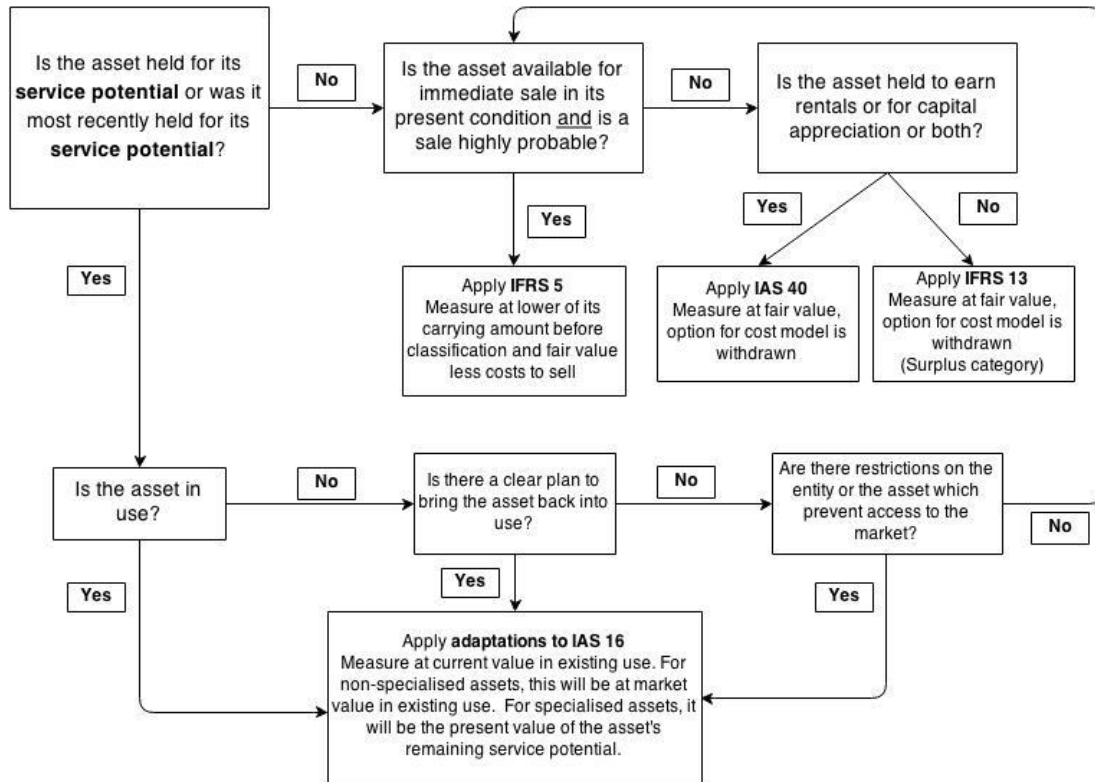 Is the asset held for its
service potential or was it
most recently held for its
service potential?
No
Is the asset available for
immediate sale in its
present condition and is a
sale highly probable?
No
Is the asset held to earn
rentals or for capital
appreciation or both?
Yes
Yes
Yes
No
Apply IFRS 5
Measure at lower of its
carrying amount before
classification and fair value
less costs to sell
Apply IAS 40
Measure at fair value,
option for cost model is
withdrawn
Apply IFRS 13
Measure at fair value,
option for cost model is
withdrawn
(Surplus category)
Is the asset in
use?
No
Is there a clear plan to
bring the asset back into
use?
No
Are there restrictions on the
entity or the asset which
prevent access to the
market?
No
Yes
Yes
Yes
Apply adaptations to IAS 16
Measure at current value in existing use. For
non-specialised assets, this will be at market
value in existing use. For specialised assets, it
will be the present value of the asset's
remaining service potential.